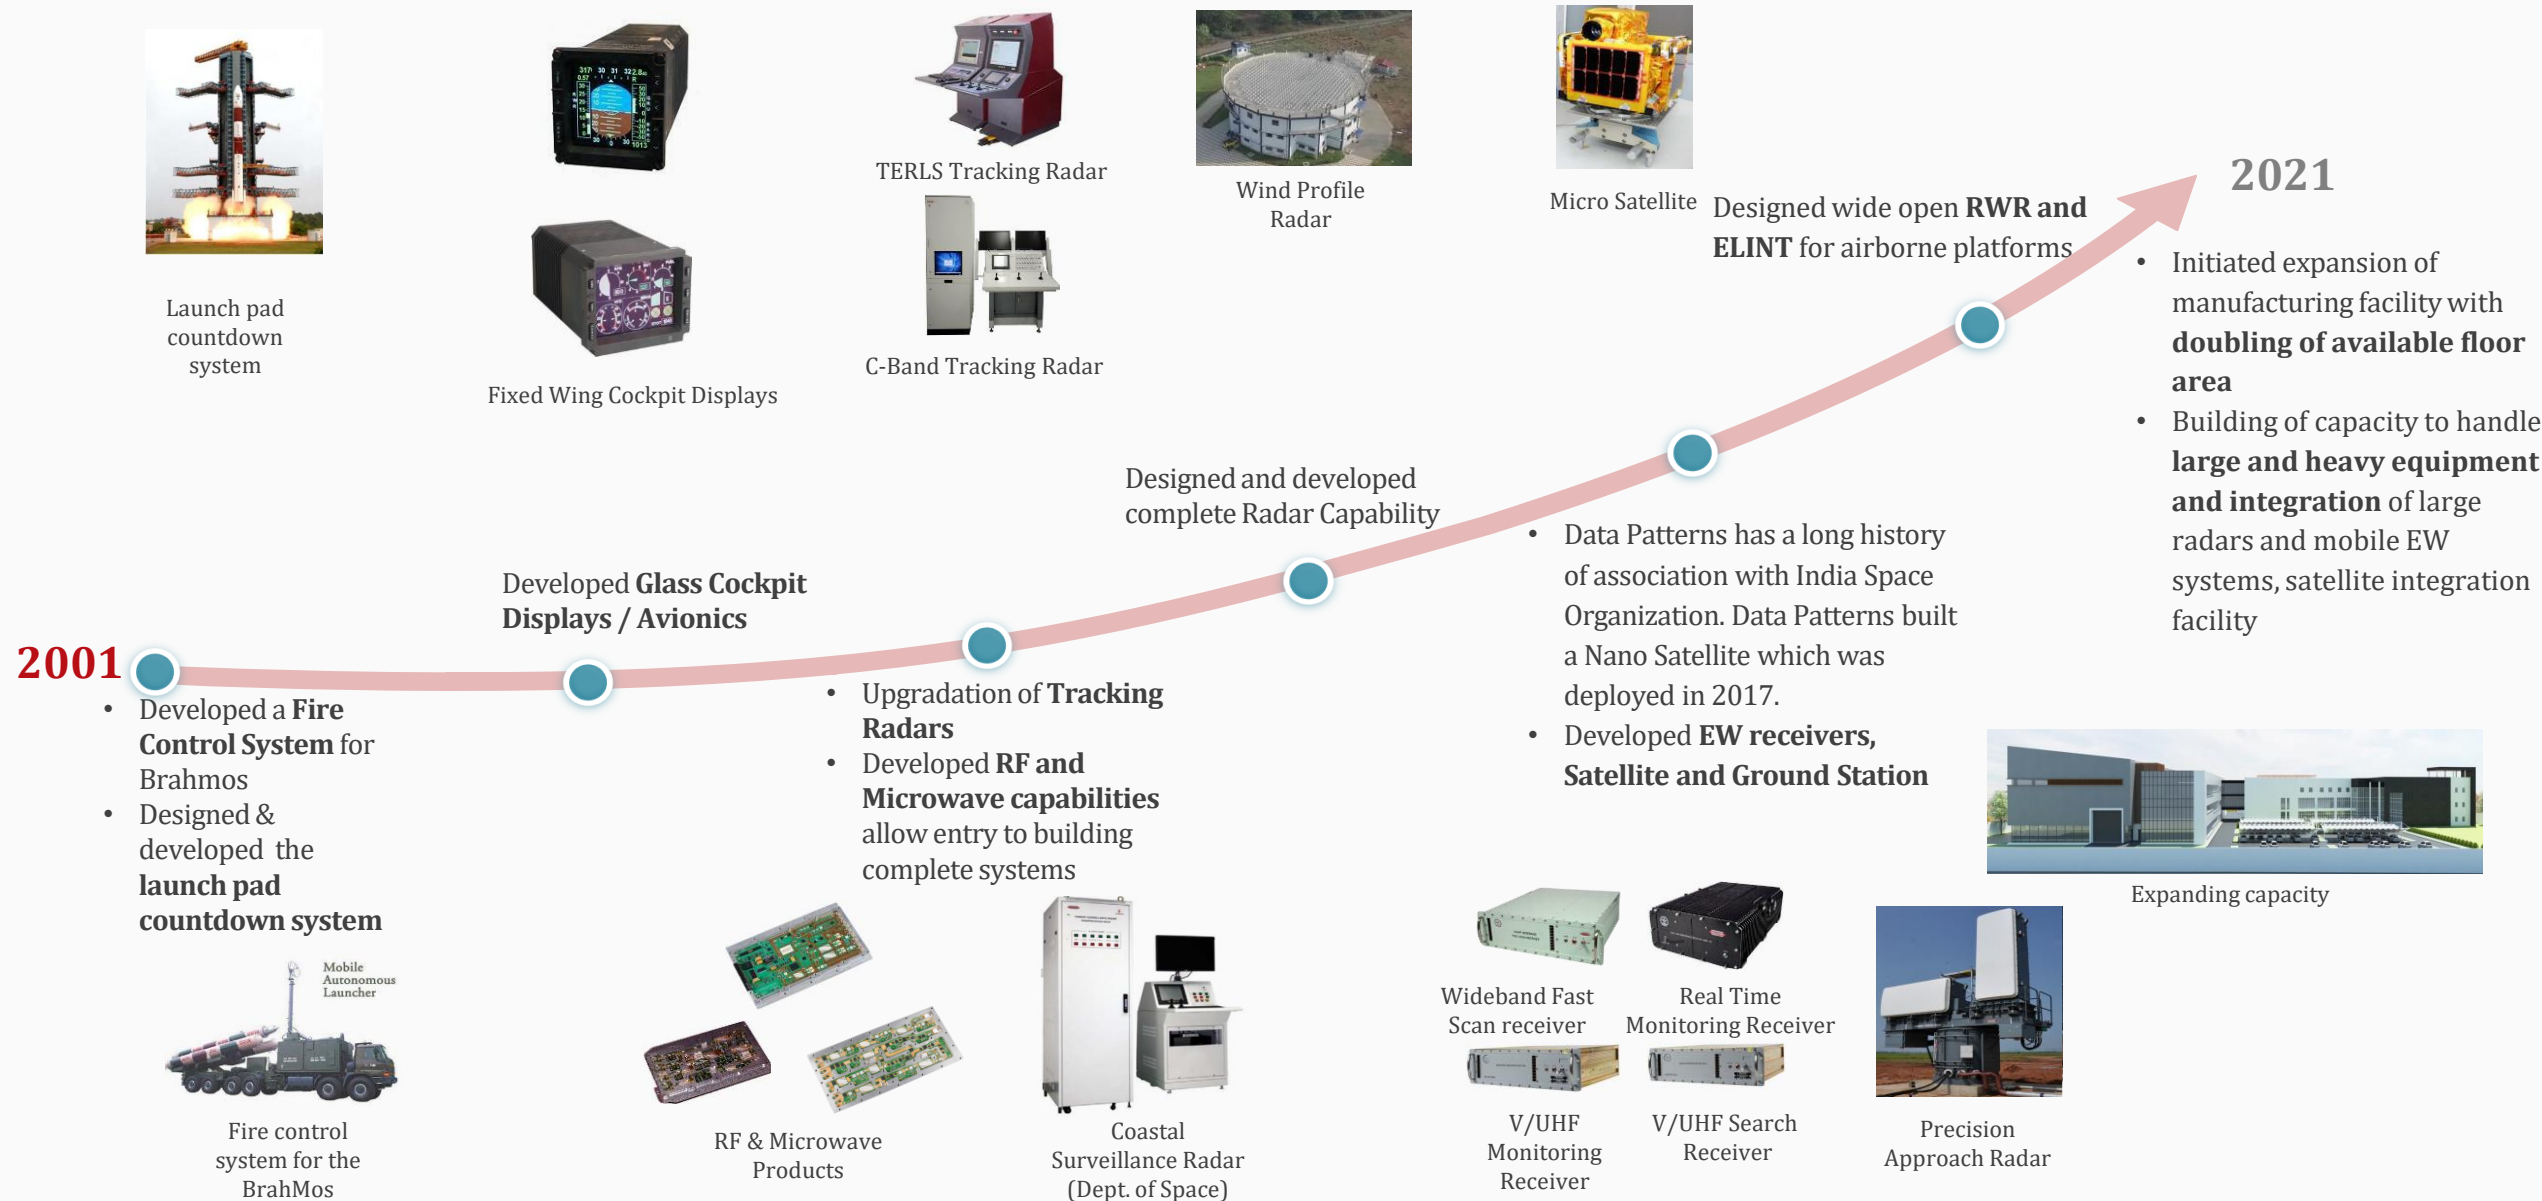 Launch pad
countdown
system
Fixed Wing Cockpit Displays
TERLS Tracking Radar
C-Band Tracking Radar
Wind Profile
Radar
Micro Satellite
Designed wide open RWR and
ELINT for airborne platforms
2021
• Initiated expansion of
manufacturing facility with
doubling of available floor
area
• Building of capacity to handle
large and heavy equipment
and integration of large
radars and mobile EW
systems, satellite integration
facility
Designed and developed
complete Radar Capability
Developed Glass Cockpit
Displays / Avionics
2001
• Developed a Fire
Control System for
Brahmos
• Designed &
developed the
launch pad
countdown system
• Upgradation of Tracking
Radars
• Developed RF and
Microwave capabilities
allow entry to building
complete systems
• Data Patterns has a long history
of association with India Space
Organization. Data Patterns built
a Nano Satellite which was
deployed in 2017.
• Developed EW receivers,
Satellite and Ground Station
Expanding capacity
Mobile
Autonomous
Launcher
Fire control
system for the
BrahMos
RF & Microwave
Products
Coastal
Surveillance Radar
(Dept. of Space)
Wideband Fast
Scan receiver
Real Time
Monitoring Receiver
V/UHF
Monitoring
Receiver
V/UHF Search
Receiver
Precision
Approach Radar